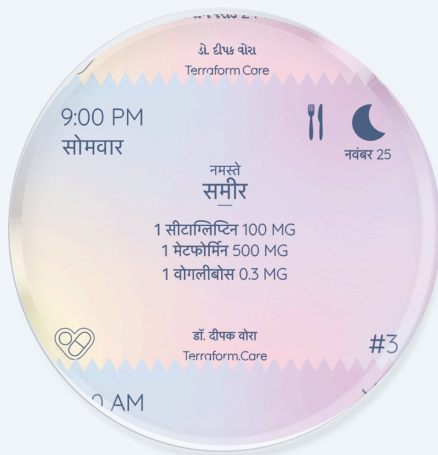 ડો. દીપક વોરા
Terraform Care
9:00 PM
सोमवार
नवंबर 25
नमस्ते
समीर
1 सीटाग्लिप्टिन 100 MG
1 मेटफोर्मिन 500 MG
1 वोगलीबोस 0.3 MG
डॉ. दीपक वोरा
Terraform.Care
#3
AM